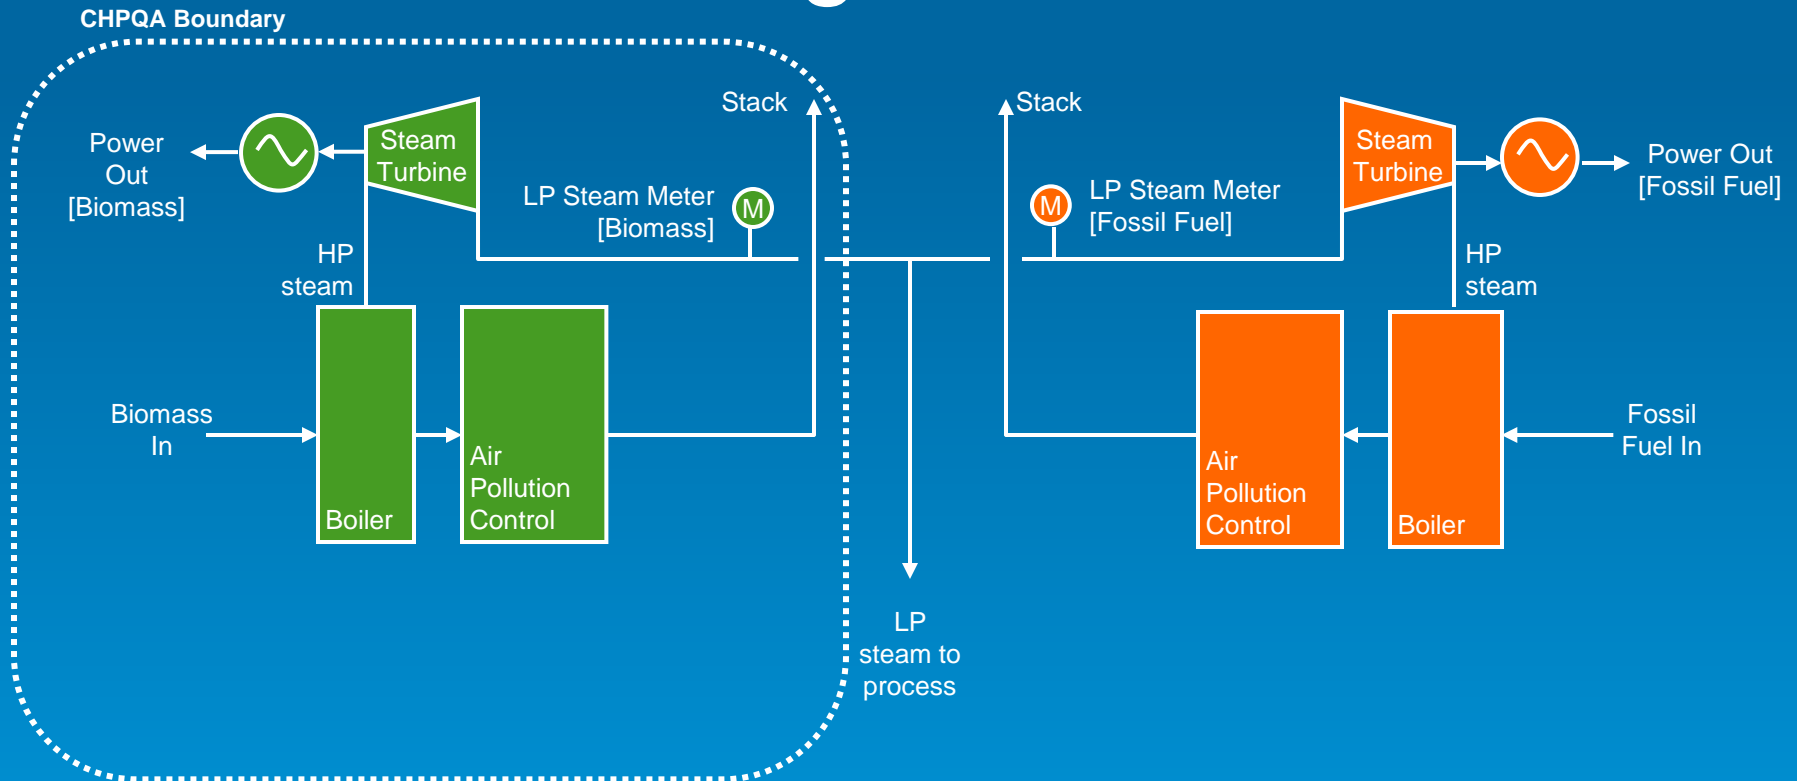 CHPQA Boundary
Power
Out
[Biomass]
Steam
Turbine
Stack
LP Steam Meter
[Biomass]
M
HP
steam
Biomass
In
Boiler
Air
Pollution
Control
Stack
M
LP Steam Meter
[Fossil Fuel]
Steam
Turbine
Power Out
[Fossil Fuel]
HP
steam
Air
Pollution
Control
Boiler
Fossil
Fuel In
LP
steam to
process